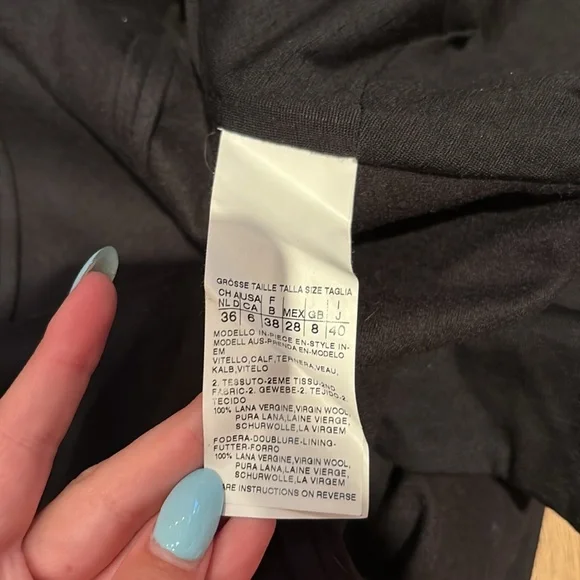 GRÖSSE TAILLE TALLA SIZE TAGLIA
CH A USA F I
NL D CA B MEX GB J
36 6 38 28 8 40
MODELLO IN-PIECE EN-STYLE IN-
MODELL AUS-PRENDA EN-MODELO
EM
VITELLO,CALF,TERNERA,VEAU,
KALB,VITELO
2. TESSUTO-2EME TISSU-2ND
FABRIC-2. GEWEBE-2. TEJIDO-2.
TECIDO
100% LANA VERGINE,VIRGIN WOOL,
PURA LANA,LAINE VIERGE,
SCHURWOLLE,LA VIRGEM
FODERA-DOUBLURE-LINING-
FUTTER-FORRO
100% LANA VERGINE,VIRGIN WOOL,
PURA LANA,LAINE VIERGE,
SCHURWOLLE,LA VIRGEM
ARE INSTRUCTIONS ON REVERSE